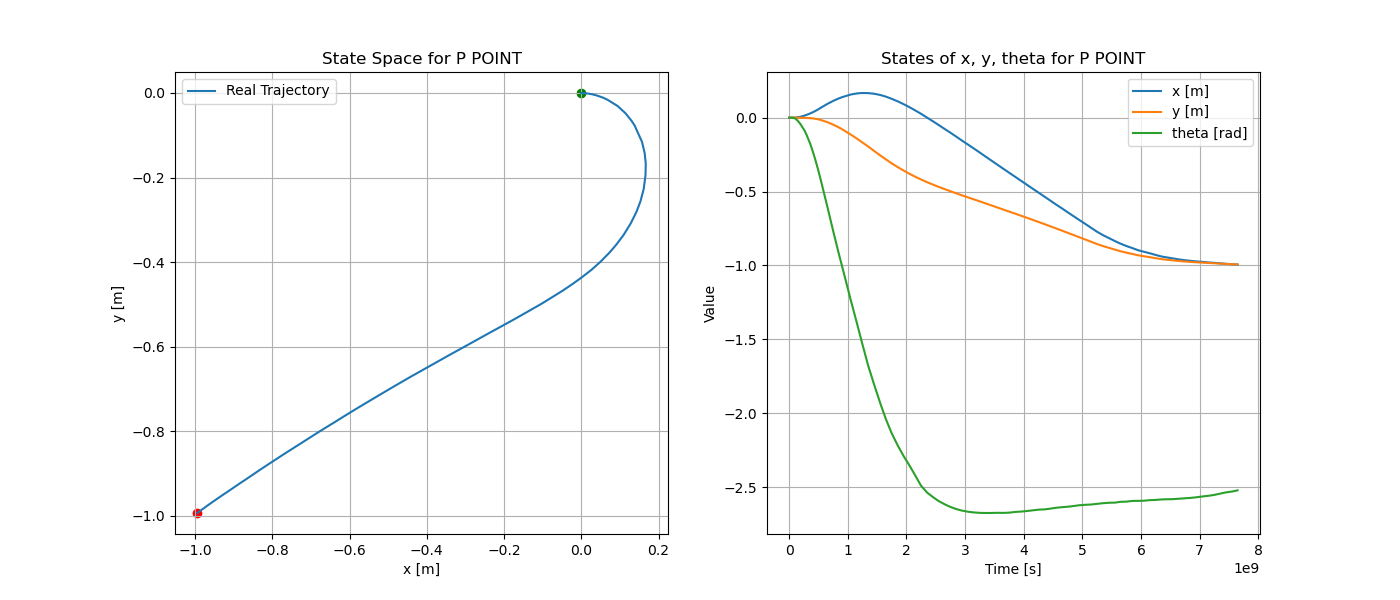 State Space for P POINT
Real Trajectory
0.0
−0.2
−0.4
−0.6
−0.8
−1.0
y [m]
−1.0 −0.8 −0.6 −0.4 −0.2 0.0 0.2
x [m]
States of x, y, theta for P POINT
x [m]
y [m]
theta [rad]
0.0
−0.5
−1.0
−1.5
−2.0
−2.5
Value
0 1 2 3 4 5 6 7 8
1e9
Time [s]